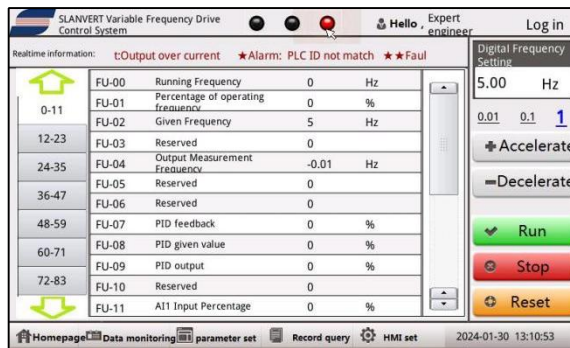 SLANVERT Variable Frequency Drive
Control System
Hello , Expert
engineer
Log in
Realtime information:
t:Output over current ★Alarm: PLC ID not match ★★Faul
Digital Frequency
Setting
5.00 Hz
0.01 0.1 1
Accelerate
Decelerate
Run
Stop
Reset
0-11
12-23
24-35
36-47
48-59
60-71
72-83
FU-00 Running Frequency 0 Hz
FU-01 Percentage of operating
frequency 0 %
FU-02 Given Frequency 5 Hz
FU-03 Reserved 0
FU-04 Output Measurement
Frequency -0.01 Hz
FU-05 Reserved 0
FU-06 Reserved 0
FU-07 PID feedback 0 %
FU-08 PID given value 0 %
FU-09 PID output 0 %
FU-10 Reserved 0
FU-11 AI1 Input Percentage 0 %
Homepage Data monitoring parameter set Record query HMI set 2024-01-30 13:10:53